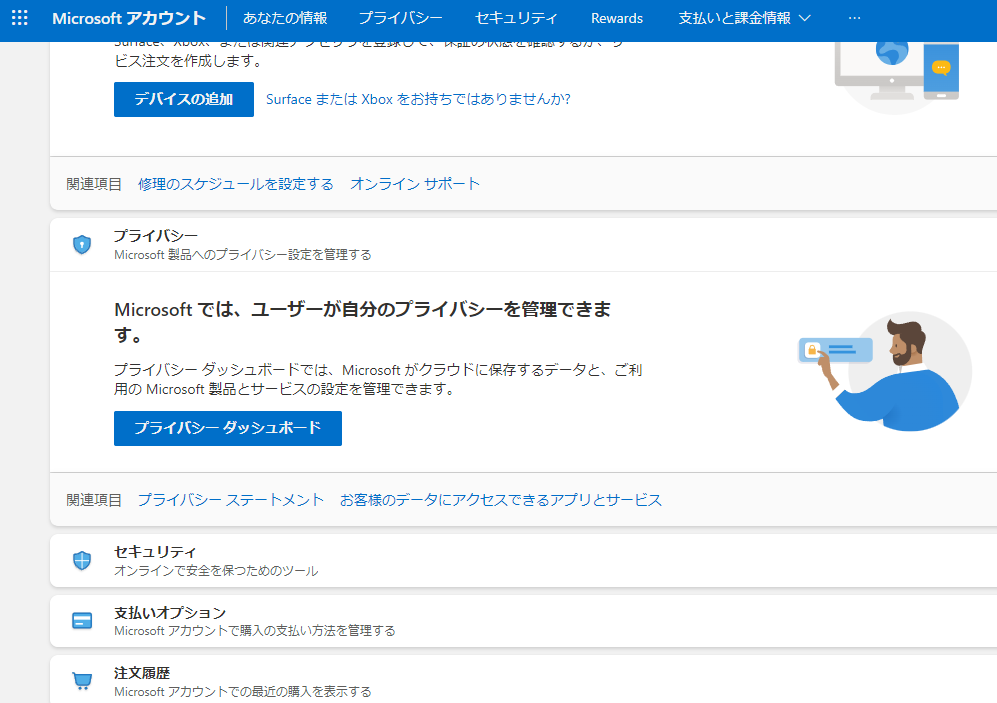 Microsoft アカウント
あなたの情報
プライバシー
セキュリティ
Rewards
支払いと課金情報
...
ビス注文を作成します。
デバイスの追加
Surface または Xbox をお持ちではありませんか?
関連項目
修理のスケジュールを設定する
オンライン サポート
プライバシー
Microsoft 製品へのプライバシー設定を管理する
Microsoft では、ユーザーが自分のプライバシーを管理できま
す。
プライバシー ダッシュボードでは、Microsoft がクラウドに保存するデータと、ご利
用の Microsoft 製品とサービスの設定を管理できます。
プライバシー ダッシュボード
関連項目
プライバシー ステートメント
お客様のデータにアクセスできるアプリとサービス
セキュリティ
オンラインで安全を保つためのツール
支払いオプション
Microsoft アカウントで購入の支払い方法を管理する
注文履歴
Microsoft アカウントでの最近の購入を表示する